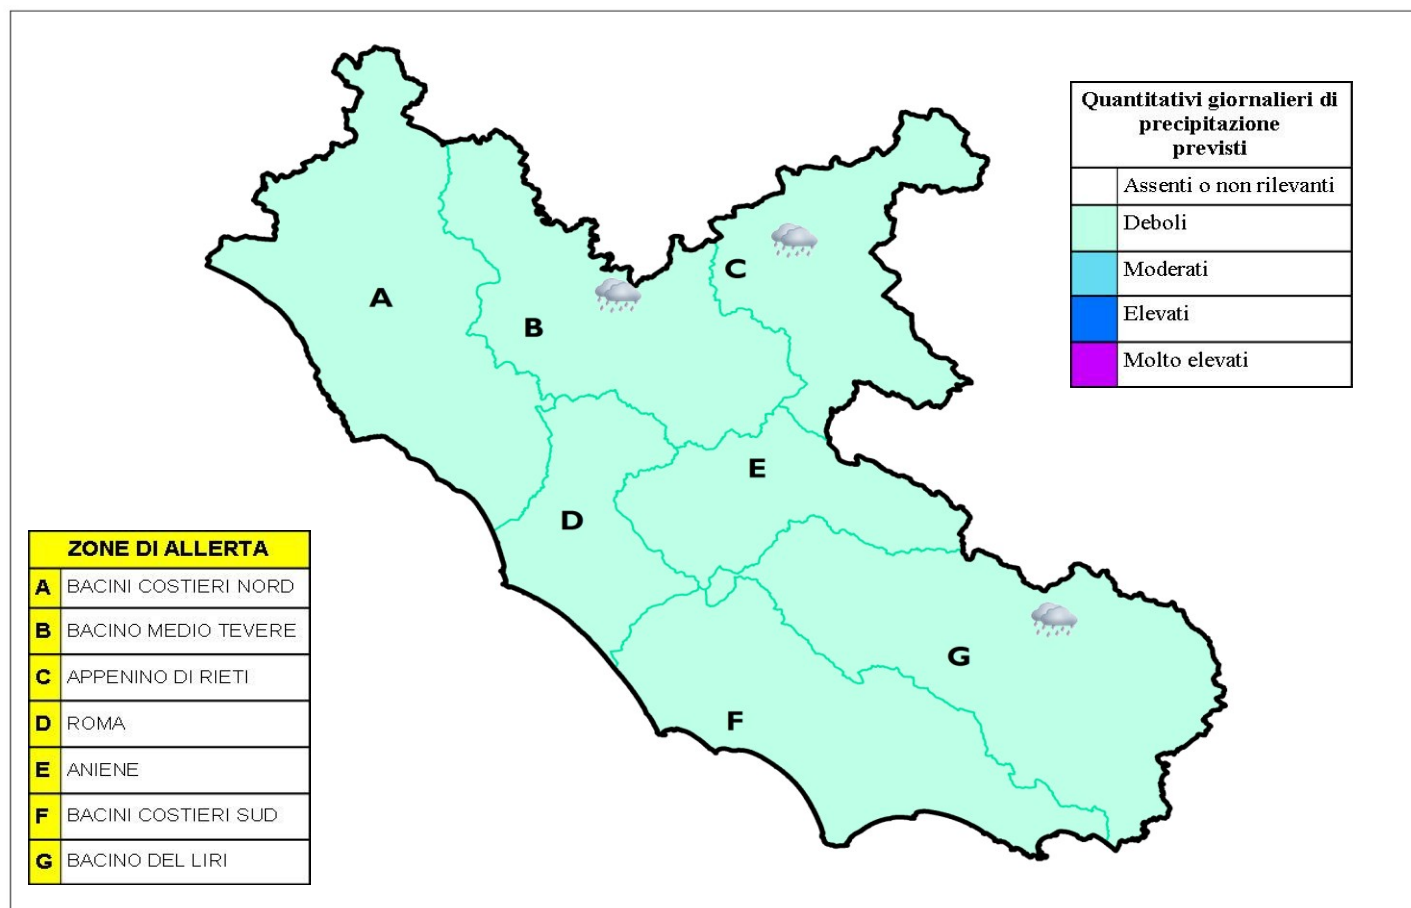 Quantitativi giornalieri di
precipitazione
previsti
Assenti o non rilevanti
Deboli
Moderati
Elevati
Molto elevati
A
B
C
D
E
F
G
ZONE DI ALLERTA
A BACINI COSTIERI NORD
B BACINO MEDIO TEVERE
C APPENINO DI RIETI
D ROMA
E ANIENE
F BACINI COSTIERI SUD
G BACINO DEL LIRI